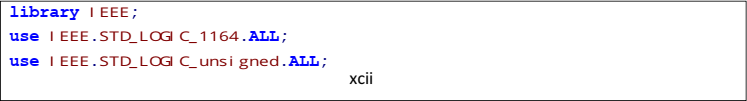 library IEEE;
use IEEE.STD_LOGIC_1164.ALL;
use IEEE.STD_LOGIC_unsigned.ALL;
xcii